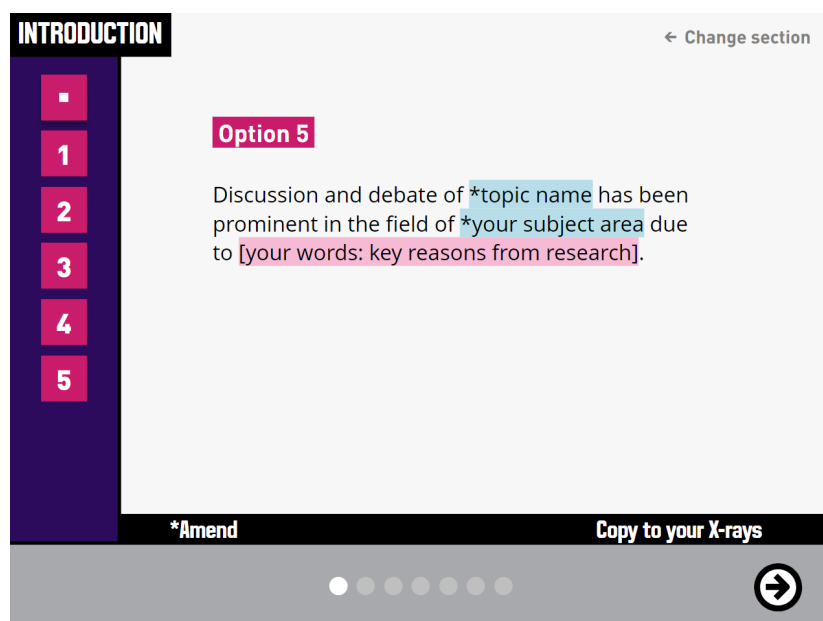 INTRODUCTION
← Change section
1
2
3
4
5
Option 5
Discussion and debate of *topic name has been
prominent in the field of *your subject area due
to [your words: key reasons from research].
*Amend
Copy to your X-rays